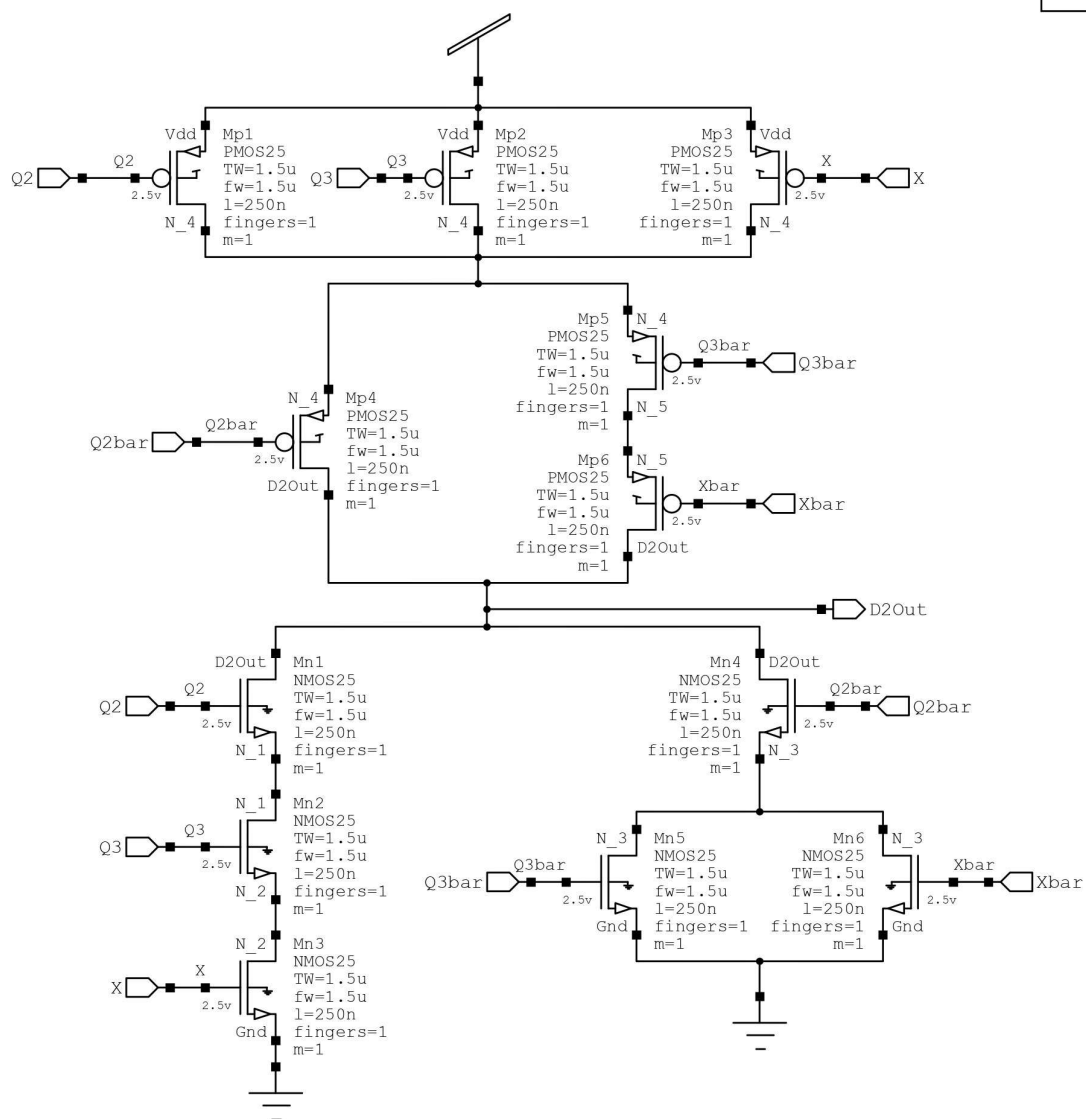 Vdd
Mp1
PMOS25
TW=1.5u
fw=1.5u
l=250n
fingers=1
m=1
Q2
Q2
2.5v
N_4
Vdd
Mp2
PMOS25
TW=1.5u
fw=1.5u
l=250n
fingers=1
m=1
Q3
Q3
2.5v
N_4
Mp3
Vdd
PMOS25
TW=1.5u
fw=1.5u
l=250n
fingers=1
m=1
X
X
2.5v
N_4
Mp5
N_4
PMOS25
TW=1.5u
fw=1.5u
l=250n
fingers=1
m=1
Q3bar
Q3bar
2.5v
N_5
N_4
Mp4
PMOS25
TW=1.5u
fw=1.5u
l=250n
fingers=1
m=1
Q2bar
Q2bar
2.5v
D2Out
Mp6
N_5
PMOS25
TW=1.5u
fw=1.5u
l=250n
fingers=1
m=1
Xbar
Xbar
2.5v
D2Out
D2Out
D2Out
Mn1
NMOS25
TW=1.5u
fw=1.5u
l=250n
fingers=1
m=1
Q2
Q2
2.5v
N_1
Mn4
D2Out
NMOS25
TW=1.5u
fw=1.5u
l=250n
fingers=1
m=1
Q2bar
Q2bar
2.5v
N_3
N_1
Mn2
NMOS25
TW=1.5u
fw=1.5u
l=250n
fingers=1
m=1
Q3
Q3
2.5v
N_2
N_3
Mn5
NMOS25
TW=1.5u
fw=1.5u
l=250n
fingers=1
m=1
Q3bar
Q3bar
2.5v
Gnd
Mn6
N_3
NMOS25
TW=1.5u
fw=1.5u
l=250n
fingers=1
m=1
Xbar
Xbar
2.5v
Gnd
N_2
Mn3
NMOS25
TW=1.5u
fw=1.5u
l=250n
fingers=1
m=1
X
X
2.5v
Gnd